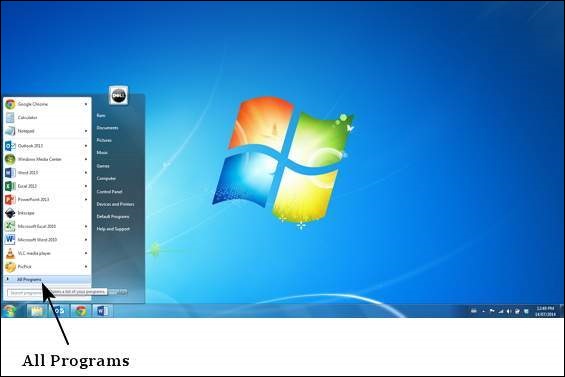 DELL
Google Chrome
Ram
Calculator
Documents
Notepad
Pictures
Outlook 2013
Music
Windows Media Center
Games
Word 2013
Computer
Excel 2013
Control Panel
PowerPoint 2013
Devices and Printers
Inkscape
Default Programs
Microsoft Excel 2010
Help and Support
Microsoft Word 2010
VLC media player
PicPick
All Programs
Search programs
a list of your programs
12:49 PM
14/07/2014
All Programs